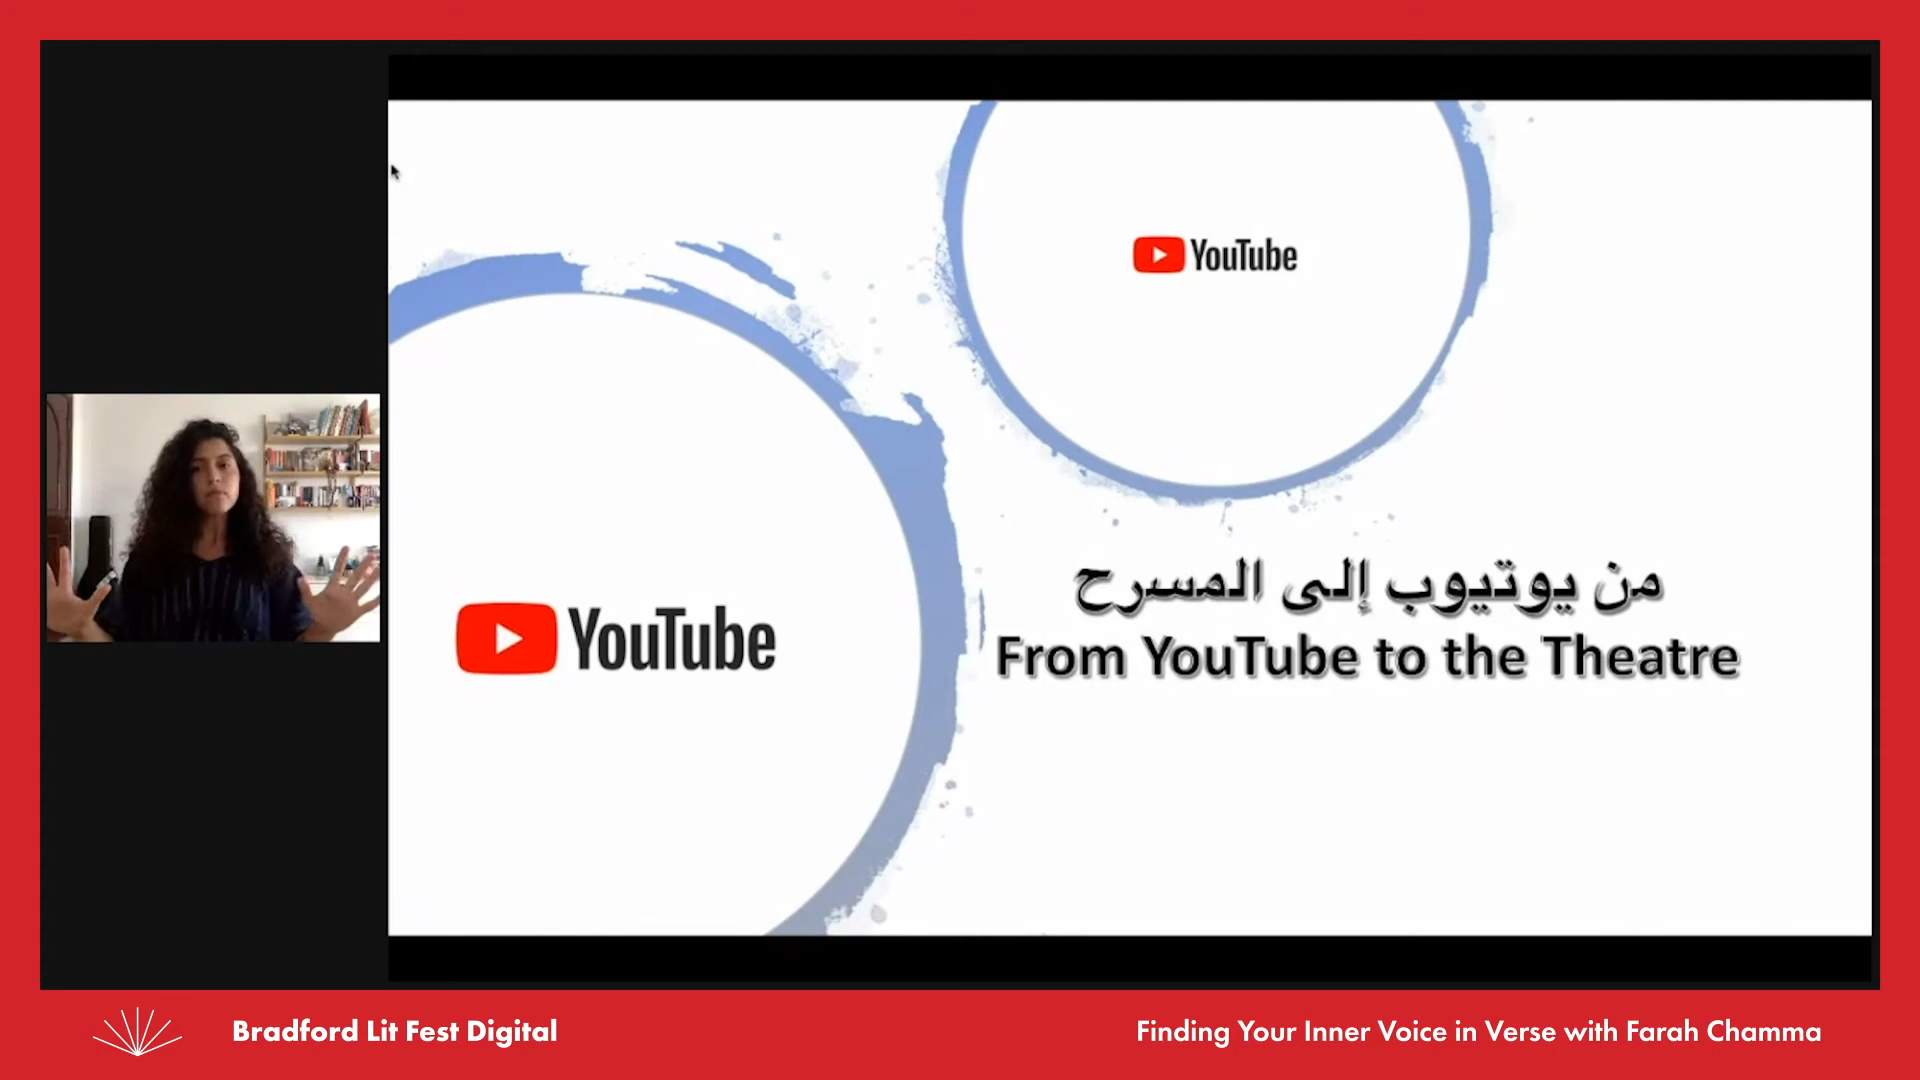 YouTube
YouTube
من يوتيوب إلى المسرح
From YouTube to the Theatre
Bradford Lit Fest Digital
Finding Your Inner Voice in Verse with Farah Chamma